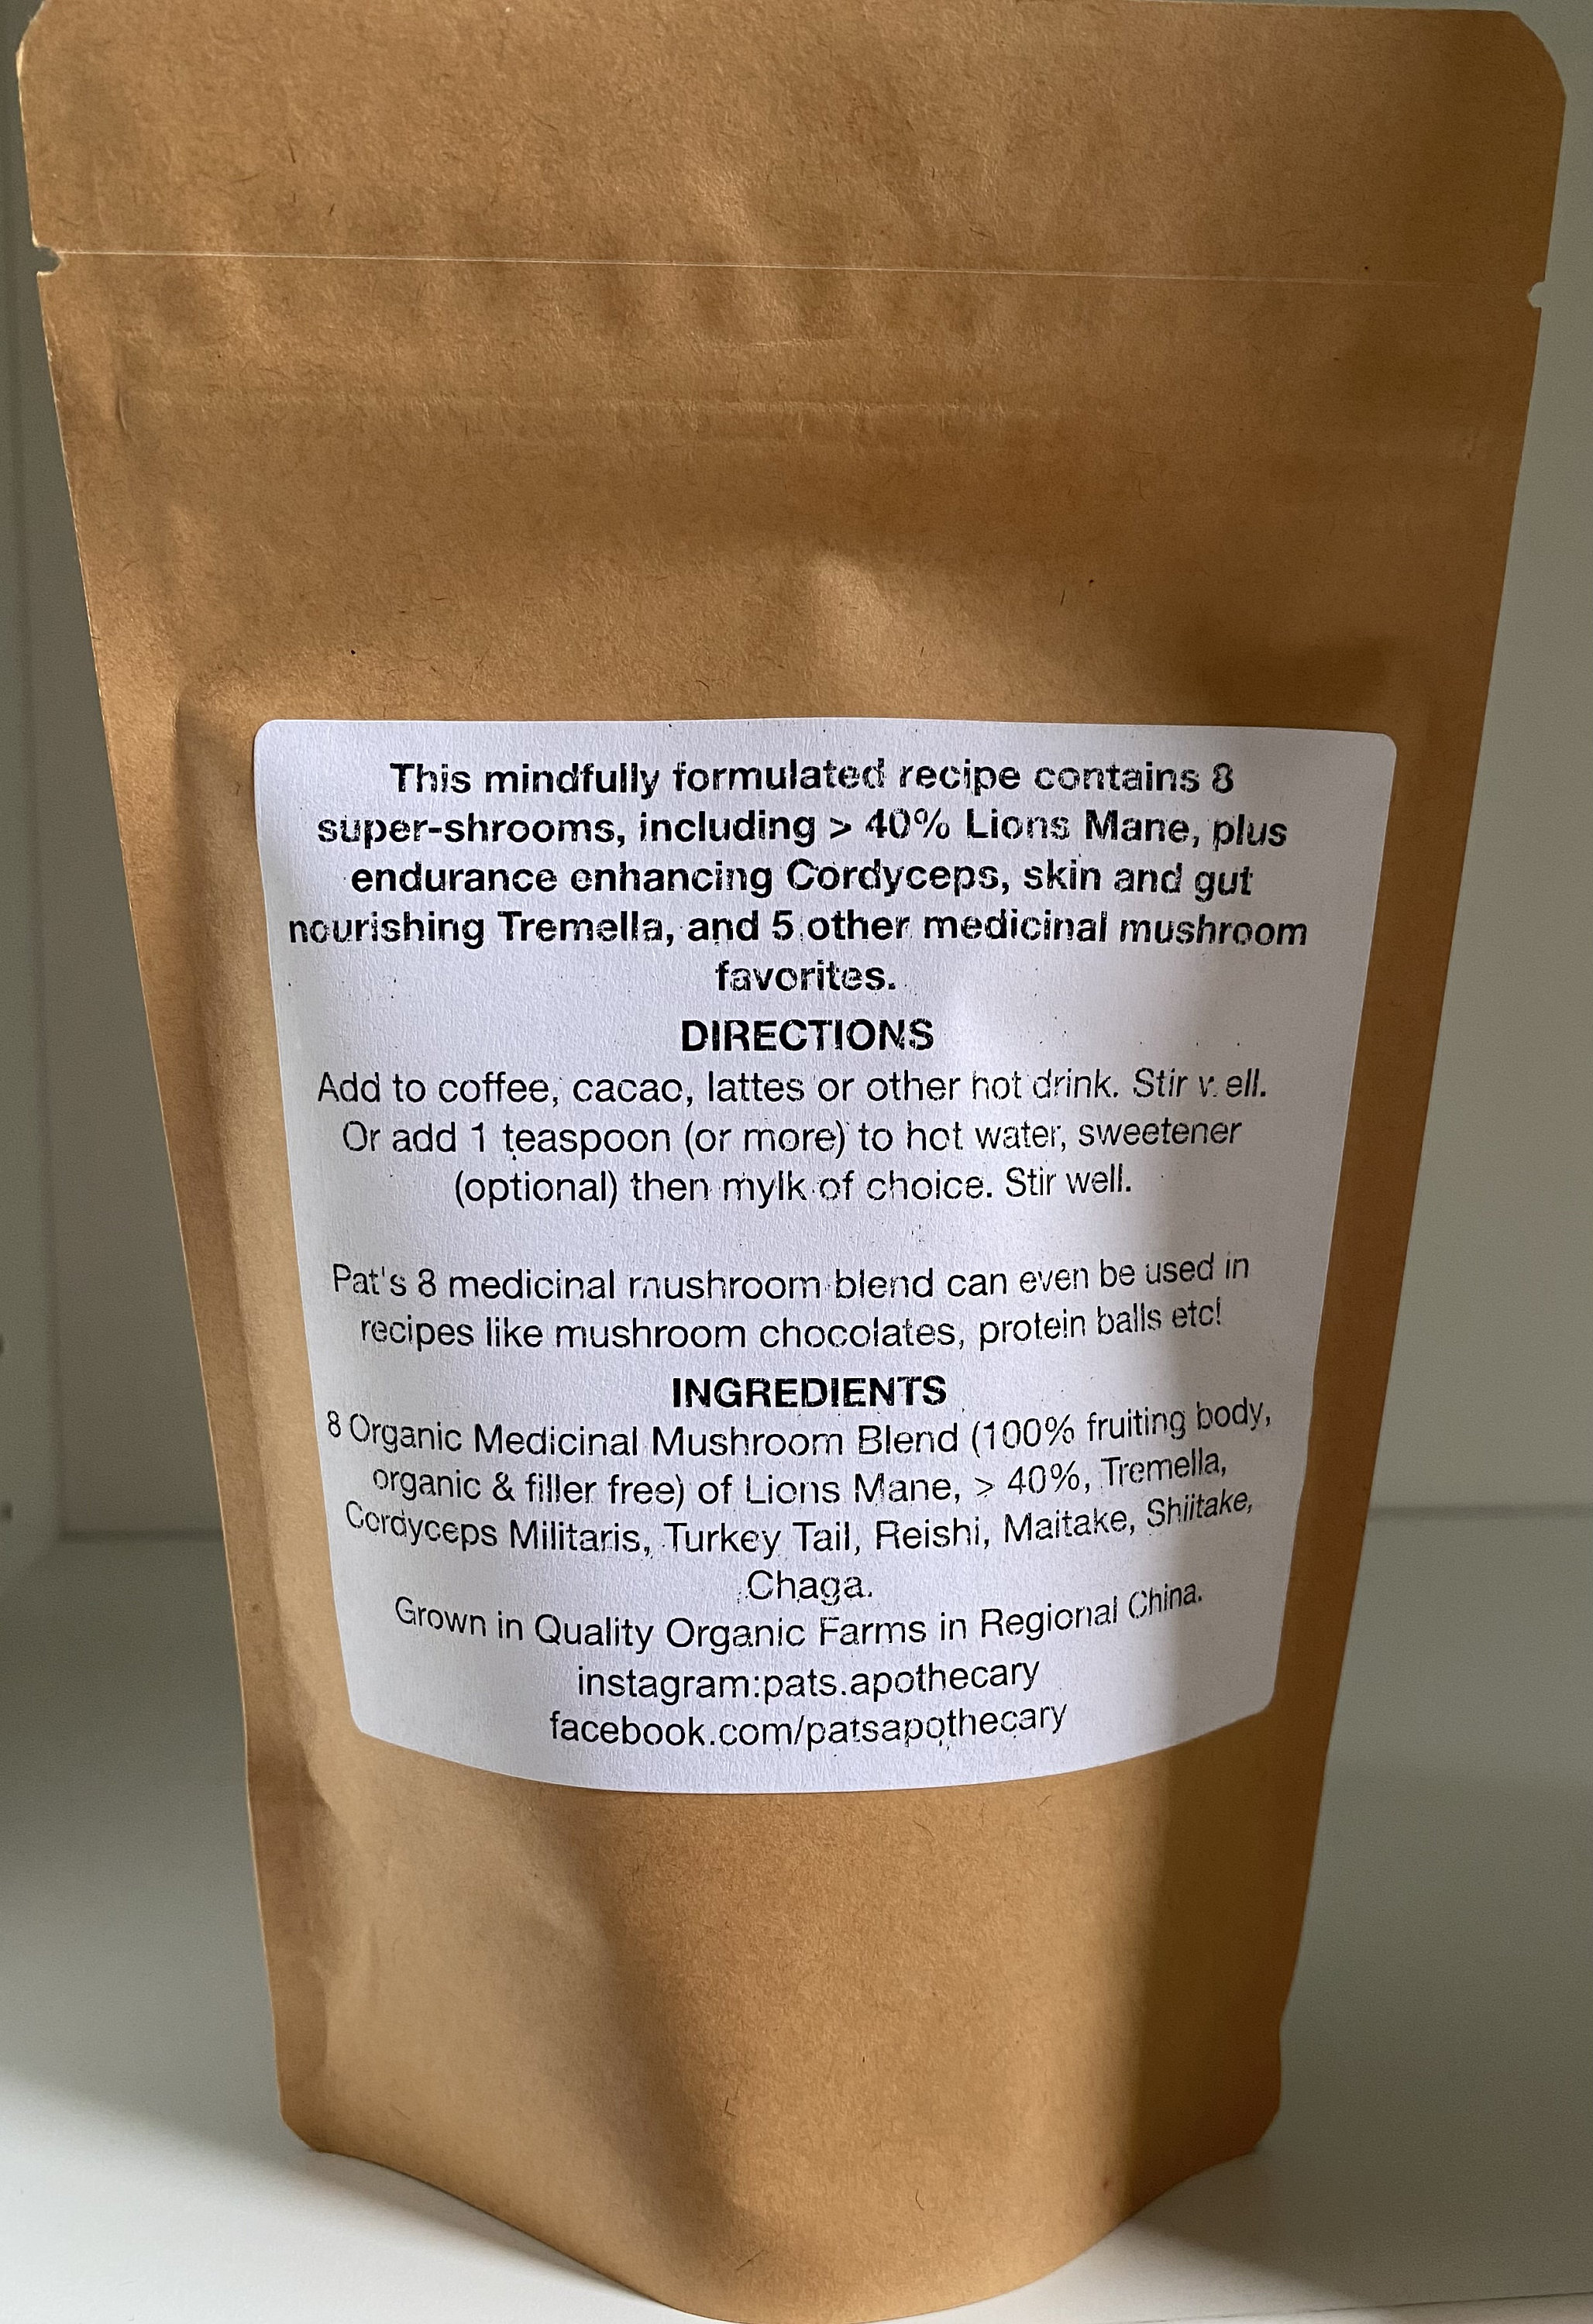 This mindfully formulated recipe contains 8
super-shrooms, including > 40% Lions Mane, plus
endurance enhancing Cordyceps, skin and gut
nourishing Tremella, and 5 other medicinal mushroom
favorites.
DIRECTIONS
Add to coffee, cacao, lattes or other hot drink. Stir well.
Or add 1 teaspoon (or more) to hot water, sweetener
(optional) then mylk of choice. Stir well.
Pat's 8 medicinal mushroom blend can even be used in
recipes like mushroom chocolates, protein balls etc!
INGREDIENTS
8 Organic Medicinal Mushroom Blend (100% fruiting body,
organic & filler free) of Lions Mane, > 40%, Tremella,
Cordyceps Militaris, Turkey Tail, Reishi, Maitake, Shiitake,
Chaga.
Grown in Quality Organic Farms in Regional China.
instagram:pats.apothecary
facebook.com/patsapothecary